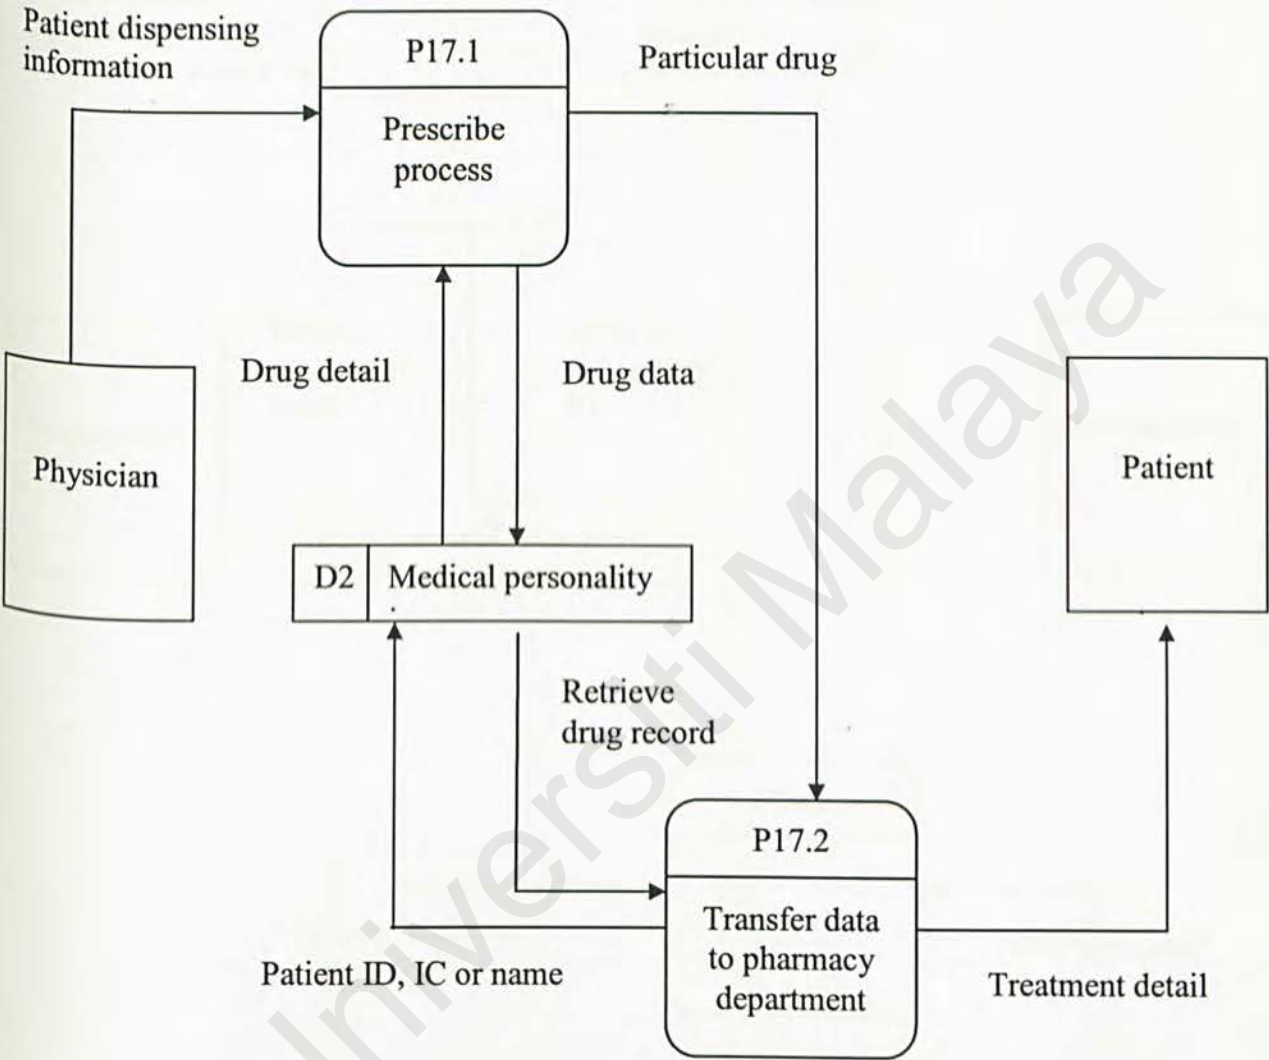 Patient dispensing
information
P17.1
Particular drug
Prescribe
process
Drug detail
Drug data
Physician
Patient
D2
Medical personality
Retrieve
drug record
P17.2
Transfer data
to pharmacy
department
Patient ID, IC or name
Treatment detail
Universiti Malaya